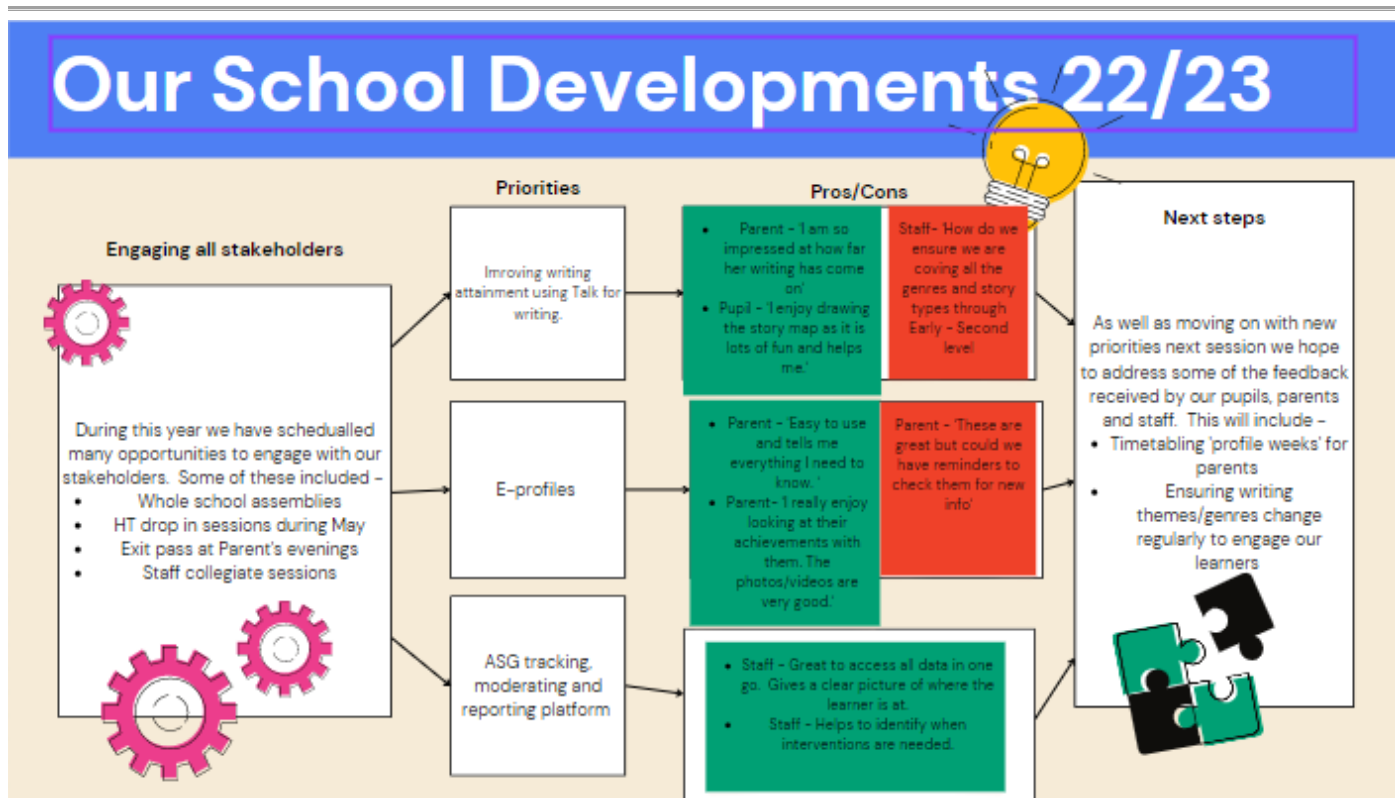 Our School Developments 22/23
Engaging all stakeholders
During this year we have schedualled
many opportunities to engage with our
stakeholders. Some of these included -
• Whole school assemblies
• HT drop in sessions during May
• Exit pass at Parent's evenings
• Staff collegiate sessions
Priorities
Imroving writing
attainment using Talk for
writing.
E-profiles
ASG tracking,
moderating and
reporting platform
Pros/Cons
• Parent - 'I am so
impressed at how far
her writing has come
on'
• Pupil - 'I enjoy drawing
the story map as it is
lots of fun and helps
me.'
Staff- 'How do we
ensure we are
coving all the
genres and story
types through
Early - Second
level
• Parent - 'Easy to use
and tells me
everything I need to
know. '
• Parent- 'I really enjoy
looking at their
achievements with
them. The
photos/videos are
very good.'
Parent - 'These are
great but could we
have reminders to
check them for new
info'
• Staff - Great to access all data in one
go. Gives a clear picture of where the
learner is at.
• Staff - Helps to identify when
interventions are needed.
Next steps
As well as moving on with new
priorities next session we hope
to address some of the feedback
received by our pupils, parents
and staff. This will include -
• Timetabling 'profile weeks' for
parents
• Ensuring writing
themes/genres change
regularly to engage our
learners